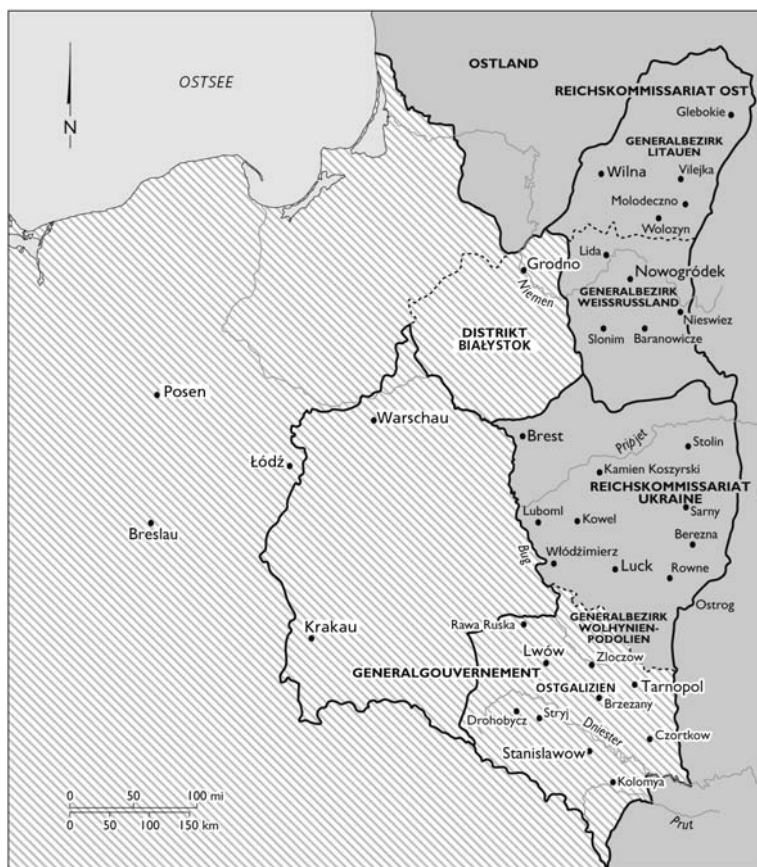 OSTSEE
N
OSTLAND
REICHSKOMMISSARIAT OST
Glebokie
GENERALBEZIRK
LITAUEN
Wilna
Vilejka
Molodeczno
Wolozyn
Lida
Grodno
Niemen
Nowogródek
GENERALBEZIRK
WEISSRUSSLAND
Nieswiez
Slonim
Baranowicze
DISTRIKT
BIAŁYSTOK
Posen
Warschau
Brest
Pripjet
Stolin
Łódź
Kamien Koszyrski
REICHSKOMMISSARIAT
UKRAINE
Sarny
Breslau
Luboml
Kowel
Berezna
Bug
Włódżimierz
Luck
Rowne
Ostrog
GENERALBEZIRK
WOLHYNIEN-
PODOLIEN
Krakau
Rawa Ruska
Lwów
Zloczow
GENERALGOUVERNEMENT
OSTGALIZIEN
Tarnopol
Brzezany
Drohobycz
Stryj
Dniester
Czortkow
Stanislawow
Kolomya
Prut
0 50 100 mi
0 50 100 150 km